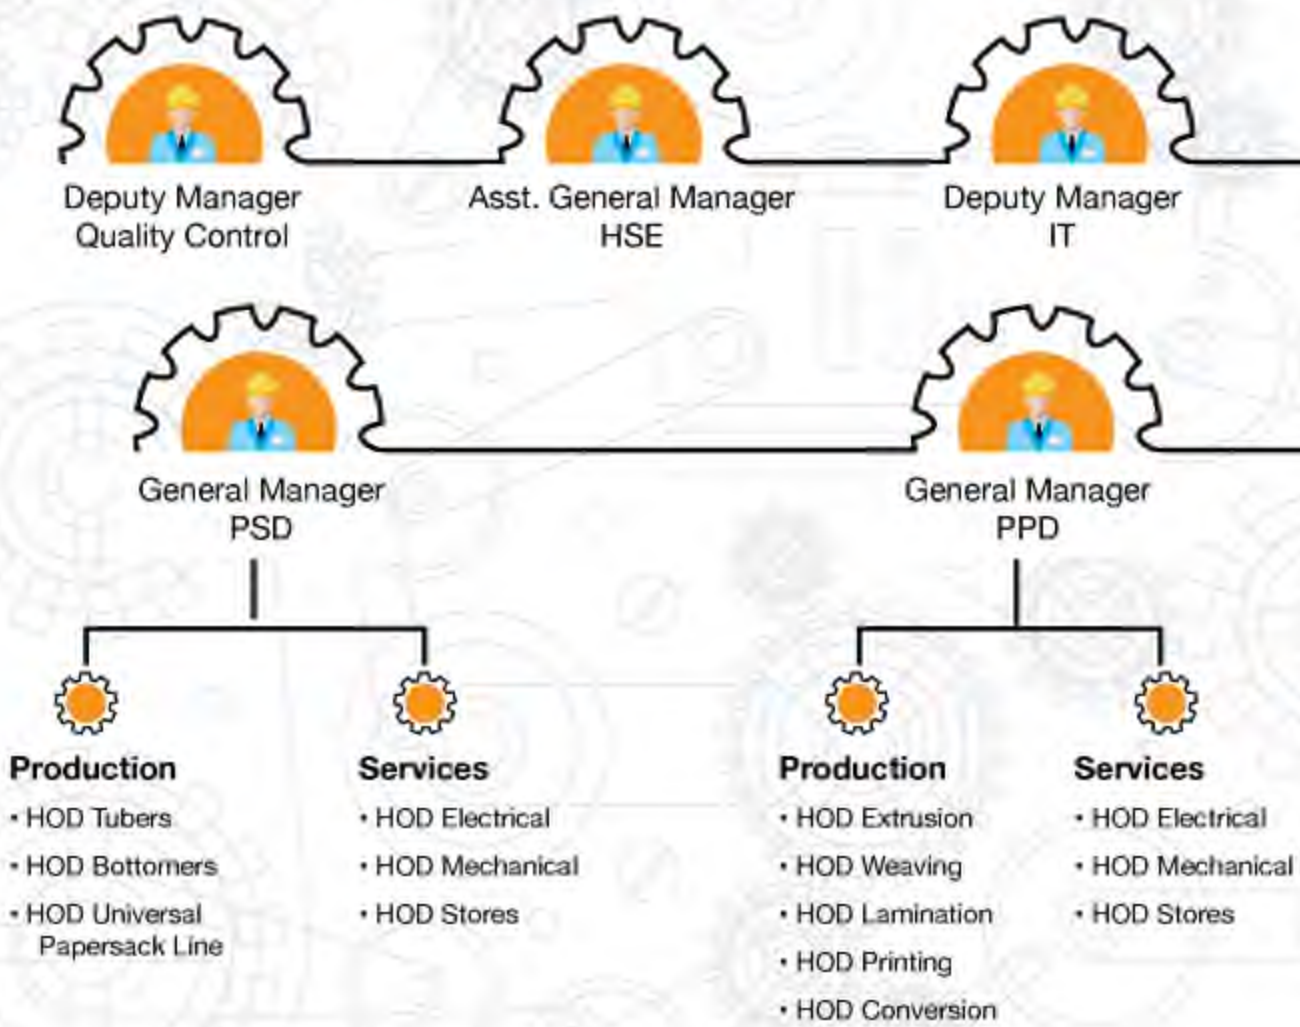 Deputy Manager
Quality Control
Asst. General Manager
HSE
Deputy Manager
IT
General Manager
PSD
General Manager
PPD
Production
• HOD Tubers
• HOD Bottomers
• HOD Universal
Papersack Line
Services
• HOD Electrical
• HOD Mechanical
• HOD Stores
Production
• HOD Extrusion
• HOD Weaving
• HOD Lamination
• HOD Printing
• HOD Conversion
Services
• HOD Electrical
• HOD Mechanical
• HOD Stores